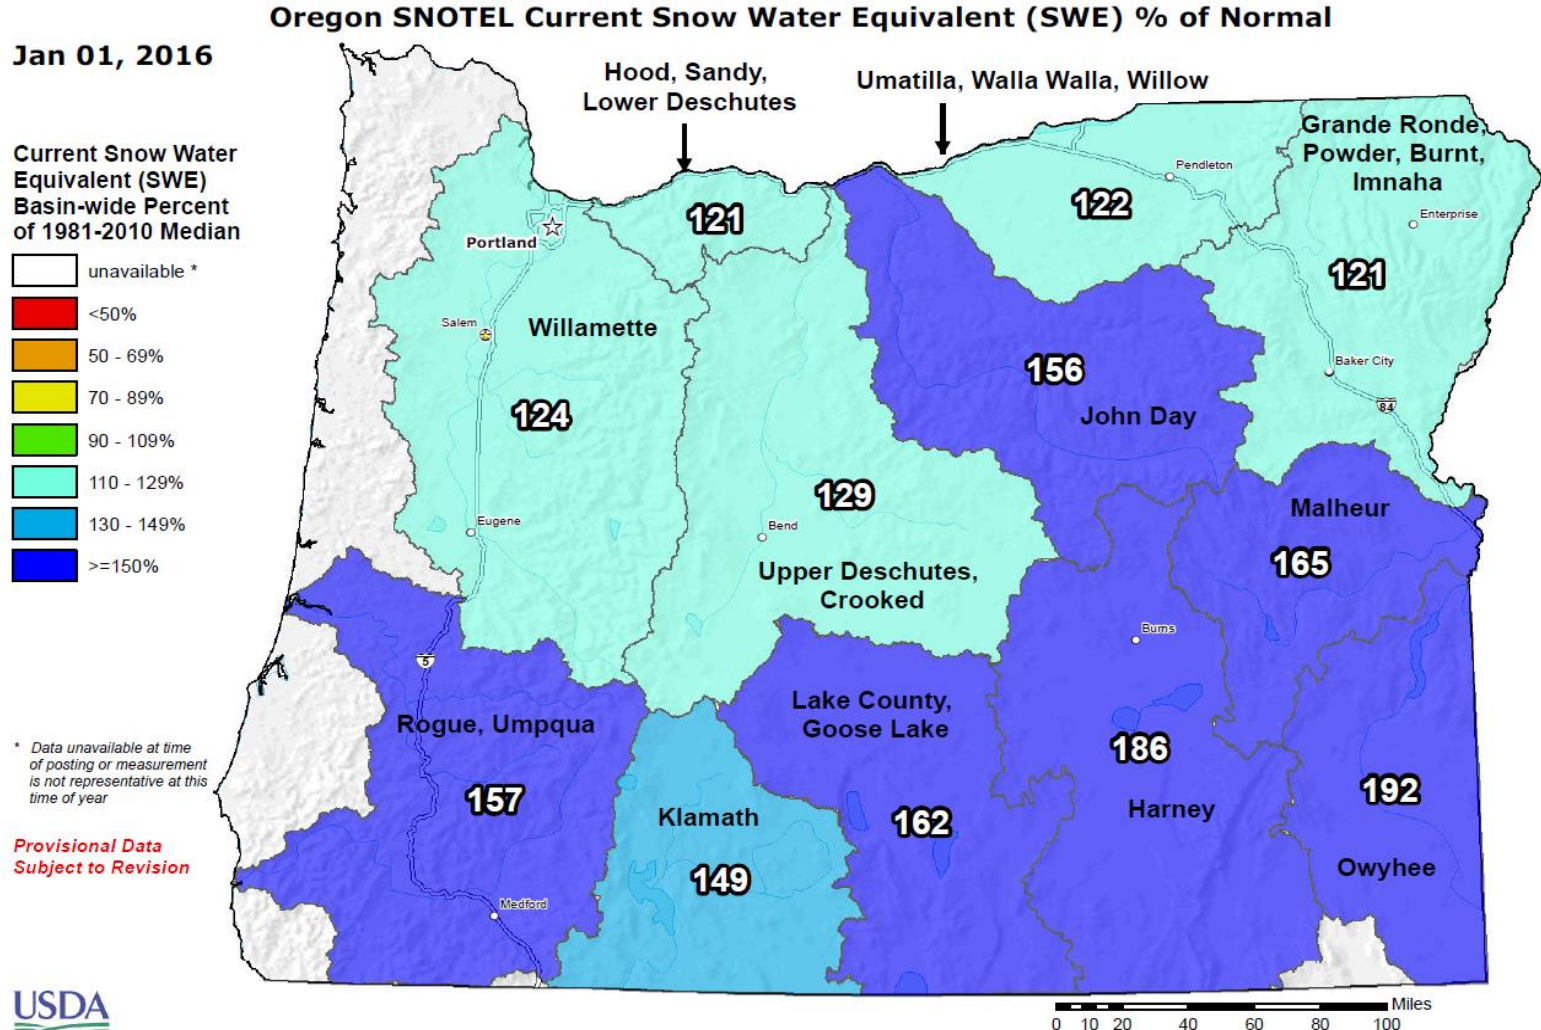 Oregon SNOTEL Current Snow Water Equivalent (SWE) % of Normal
Jan 01, 2016
Current Snow Water
Equivalent (SWE)
Basin-wide Percent
of 1981-2010 Median
unavailable *
<50%
50 - 69%
70 - 89%
90 - 109%
110 - 129%
130 - 149%
>=150%
* Data unavailable at time
of posting or measurement
is not representative at this
time of year
Provisional Data
Subject to Revision
USDA
Hood, Sandy,
Lower Deschutes
Umatilla, Walla Walla, Willow
Grande Ronde,
Powder, Burnt,
Imnaha
Pendleton
Enterprise
122
121
Portland
121
Salem
Willamette
124
156
John Day
Baker City
84
129
Eugene
Bend
Upper Deschutes,
Crooked
Malheur
165
Burns
5
Rogue, Umpqua
157
Lake County,
Goose Lake
162
186
Harney
192
Owyhee
Klamath
149
Medford
Miles
0 10 20 40 60 80 100